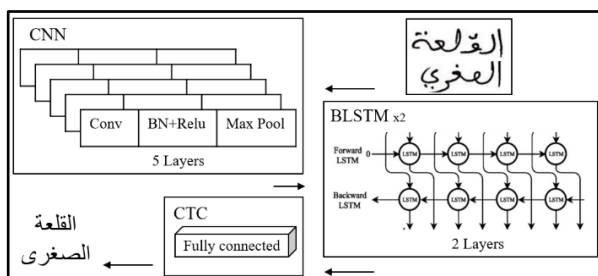 CNN
Conv
BN+Relu
Max Pool
5 Layers
القلعة
الصغري
BLSTM x2
Forward LSTM
0
LSTM LSTM LSTM LSTM
Backward LSTM
LSTM LSTM LSTM LSTM
2 Layers
CTC
Fully connected
القلعة
الصغرى